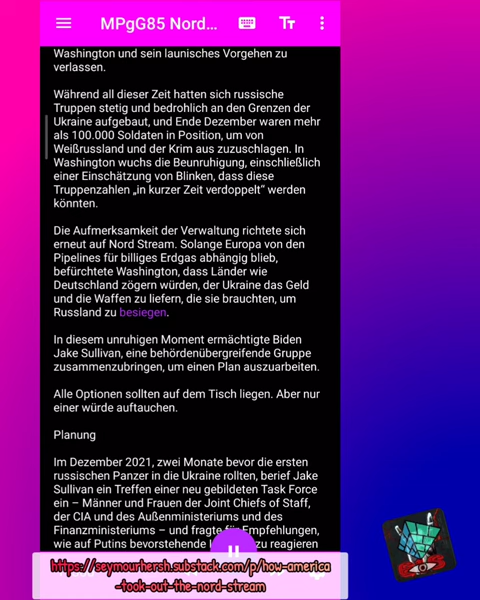 MPgG85 Nord...
Washington und sein launisches Vorgehen zu
verlassen.
Während all dieser Zeit hatten sich russische
Truppen stetig und bedrohlich an den Grenzen der
Ukraine aufgebaut, und Ende Dezember waren mehr
als 100.000 Soldaten in Position, um von
Weißrussland und der Krim aus zuzuschlagen. In
Washington wuchs die Beunruhigung, einschließlich
einer Einschätzung von Blinken, dass diese
Truppenzahlen „in kurzer Zeit verdoppelt“ werden
könnten.
Die Aufmerksamkeit der Verwaltung richtete sich
erneut auf Nord Stream. Solange Europa von den
Pipelines für billiges Erdgas abhängig blieb,
befürchtete Washington, dass Länder wie
Deutschland zögern würden, der Ukraine das Geld
und die Waffen zu liefern, die sie brauchten, um
Russland zu besiegen.
In diesem unruhigen Moment ermächtigte Biden
Jake Sullivan, eine behördenübergreifende Gruppe
zusammenzubringen, um einen Plan auszuarbeiten.
Alle Optionen sollten auf dem Tisch liegen. Aber nur
einer würde auftauchen.
Planung
Im Dezember 2021, zwei Monate bevor die ersten
russischen Panzer in die Ukraine rollten, berief Jake
Sullivan ein Treffen einer neu gebildeten Task Force
ein – Männer und Frauen der Joint Chiefs of Staff,
der CIA und des Außenministeriums und des
Finanzministeriums – und fragte Empfehlungen,
wie auf Putins bevorstehende zu reagieren
https://seymourhersh.substack.com/p/how-america
-took-out-the-nord-stream